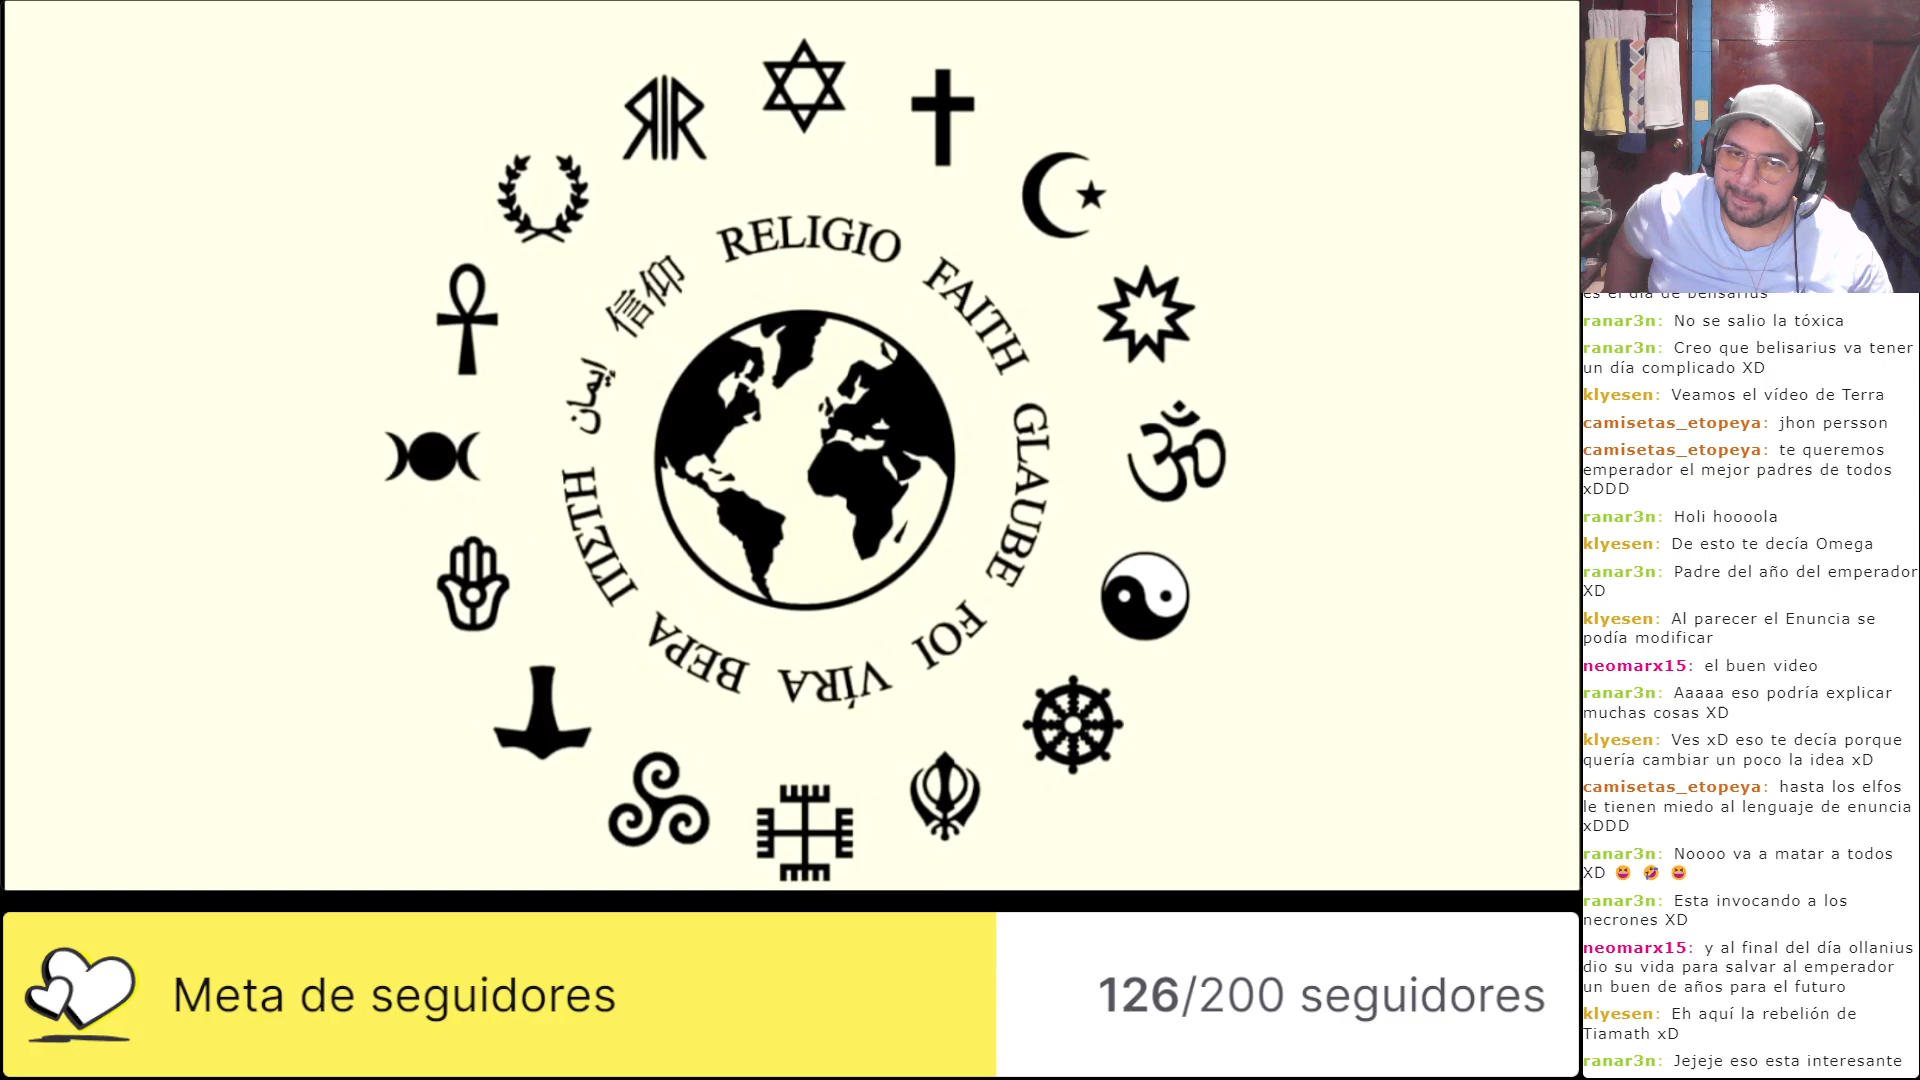 RELIGIO
FAITH
GLAUBE
FOI
VÍRA
ВЕРА
ΠΙΣΤΗ
إيمان
信仰
Meta de seguidores
126/200 seguidores
es el día de belisarius
ranar3n: No se salio la tóxica
ranar3n: Creo que belisarius va tener
un día complicado XD
klyesen: Veamos el vídeo de Terra
camisetas_etopeya: jhon persson
camisetas_etopeya: te queremos
emperador el mejor padres de todos
xDDD
ranar3n: Holi hoooola
klyesen: De esto te decía Omega
ranar3n: Padre del año del emperador
XD
klyesen: Al parecer el Enuncia se
podía modificar
neomarx15: el buen video
ranar3n: Aaaaa eso podría explicar
muchas cosas XD
klyesen: Ves xD eso te decía porque
quería cambiar un poco la idea xD
camisetas_etopeya: hasta los elfos
le tienen miedo al lenguaje de enuncia
xDDD
ranar3n: Noooo va a matar a todos
XD 😆 🤣 😆
ranar3n: Esta invocando a los
necrones XD
neomarx15: y al final del día ollanius
dio su vida para salvar al emperador
un buen de años para el futuro
klyesen: Eh aquí la rebelión de
Tiamath xD
ranar3n: Jejeje eso esta interesante